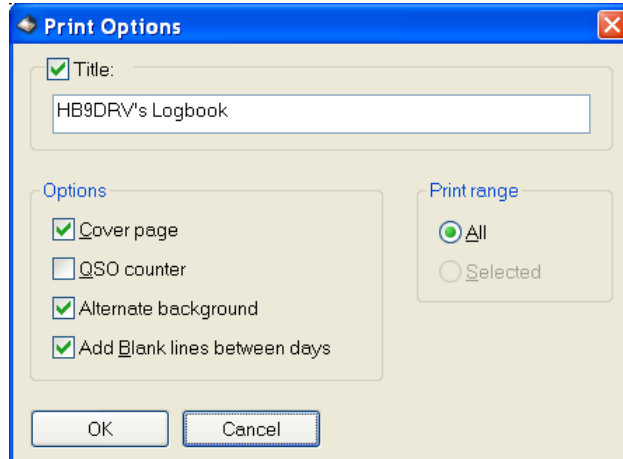 Print Options
Title:
HB9DRV's Logbook
Options
Cover page
QSO counter
Alternate background
Add Blank lines between days
Print range
All
Selected
OK
Cancel